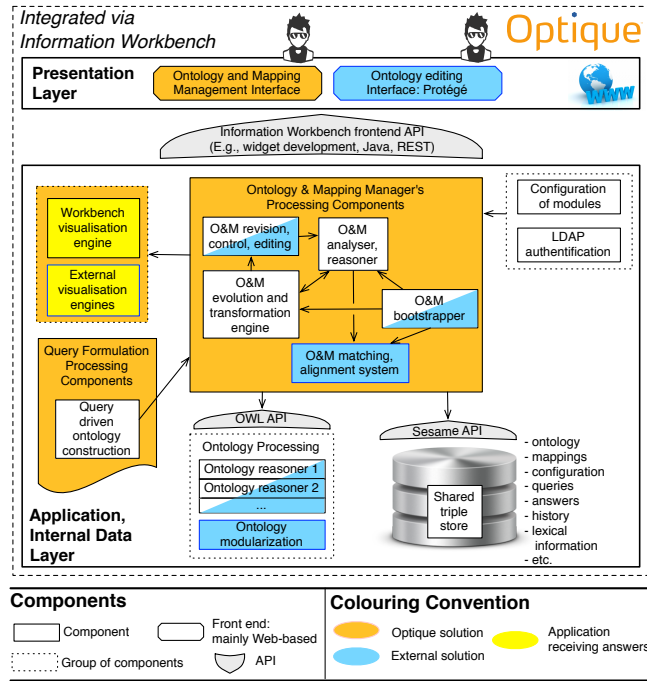 Integrated via
Information Workbench
Optique
Presentation
Layer
Ontology and Mapping
Management Interface
Ontology editing
Interface: Protégé
WWW
Information Workbench frontend API
(E.g., widget development, Java, REST)
Workbench
visualisation
engine
External
visualisation
engines
Ontology & Mapping Manager's
Processing Components
O&M revision,
control, editing
O&M
analyser,
reasoner
O&M
evolution and
transformation
engine
O&M
bootstrapper
O&M matching,
alignment system
Configuration
of modules
LDAP
authentification
Query Formulation
Processing
Components
Query
driven
ontology
construction
OWL API
Ontology Processing
Ontology reasoner 1
Ontology reasoner 2
...
Ontology
modularization
Sesame API
Shared
triple
store
- ontology
- mappings
- configuration
- queries
- answers
- history
- lexical
information
- etc.
Application,
Internal Data
Layer
Components
Component
Front end:
mainly Web-based
Group of components
API
Colouring Convention
Optique solution
External solution
Application
receiving answers